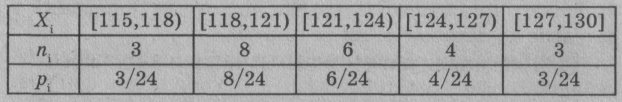 Xᵢ [115,118) [118,121) [121,124) [124,127) [127,130]
nᵢ 3 8 6 4 3
pᵢ 3/24 8/24 6/24 4/24 3/24